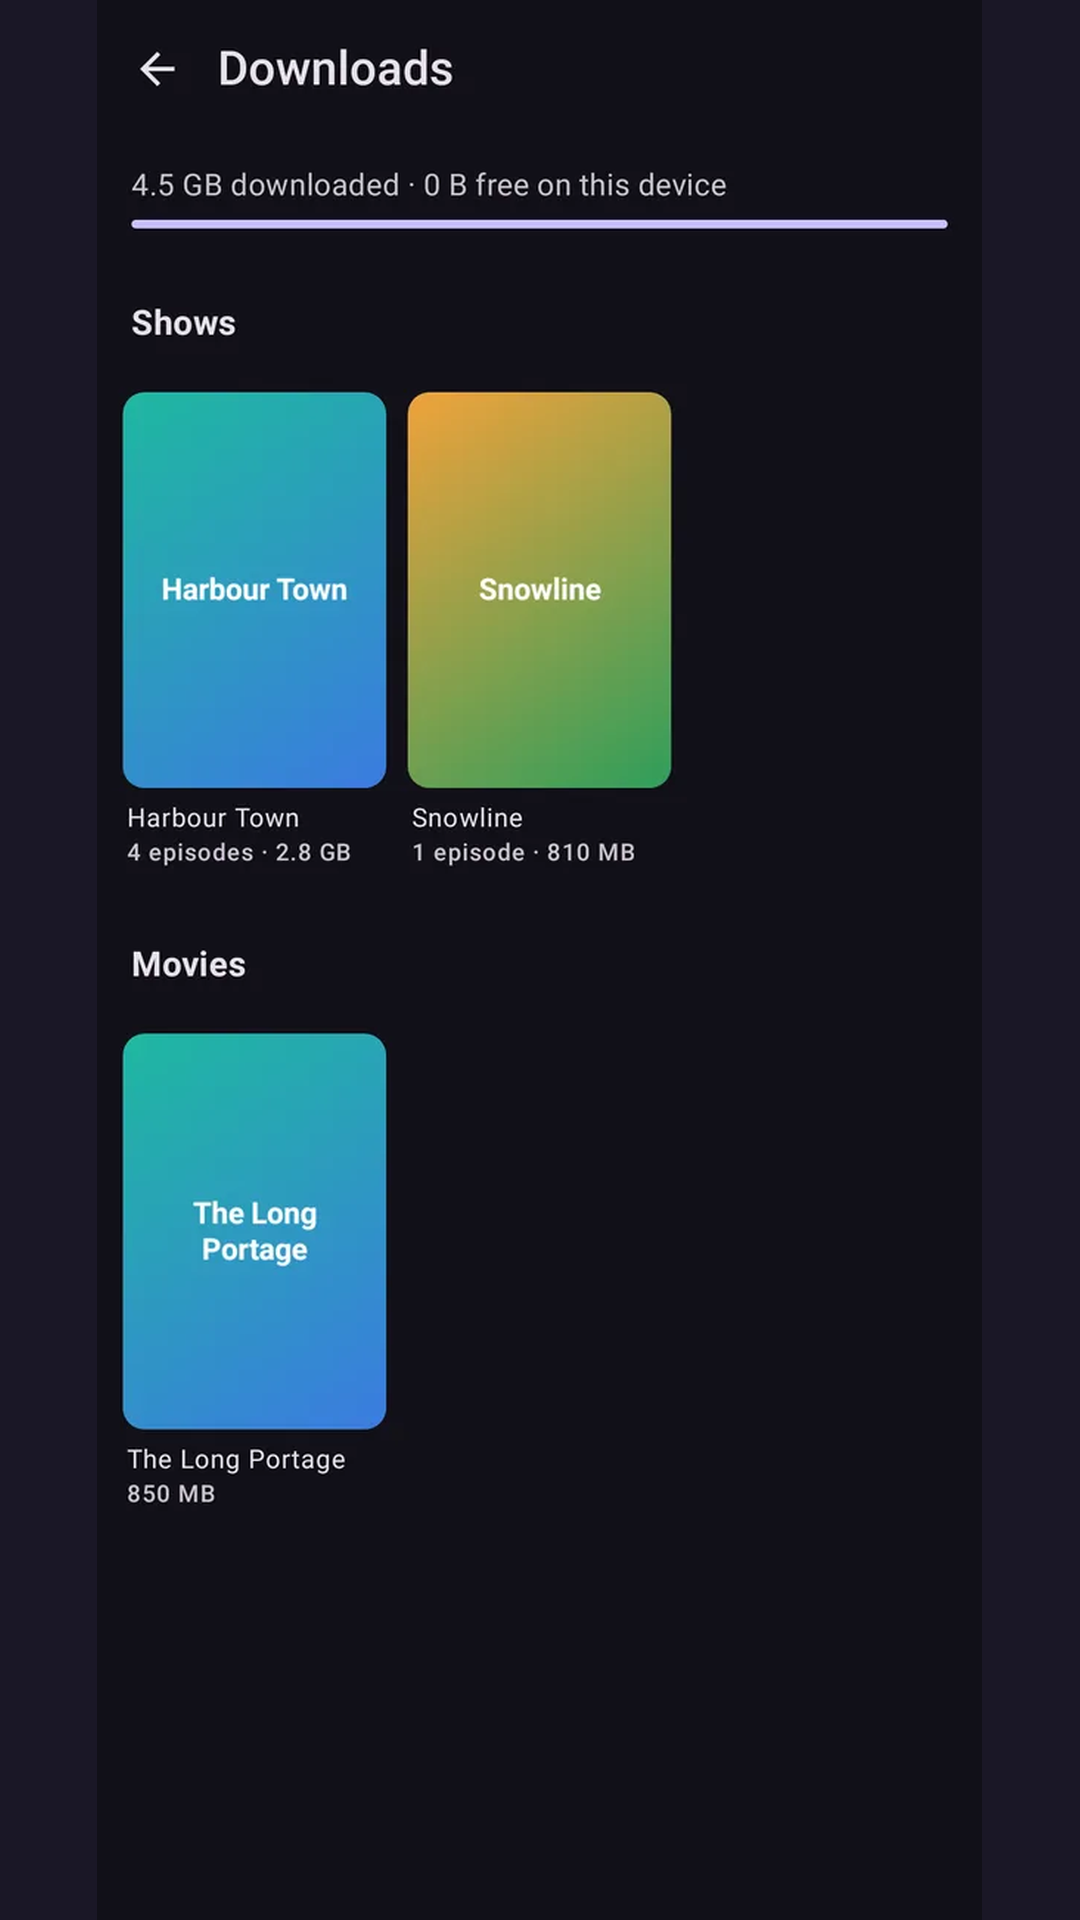 Downloads
4.5 GB downloaded · 0 B free on this device
Shows
Harbour Town
Snowline
Harbour Town
4 episodes · 2.8 GB
Snowline
1 episode · 810 MB
Movies
The Long
Portage
The Long Portage
850 MB